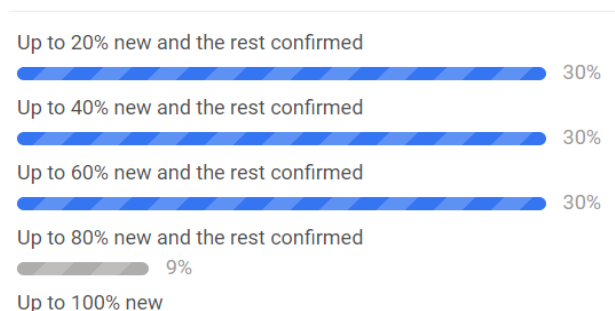 Up to 20% new and the rest confirmed
30%
Up to 40% new and the rest confirmed
30%
Up to 60% new and the rest confirmed
30%
Up to 80% new and the rest confirmed
9%
Up to 100% new